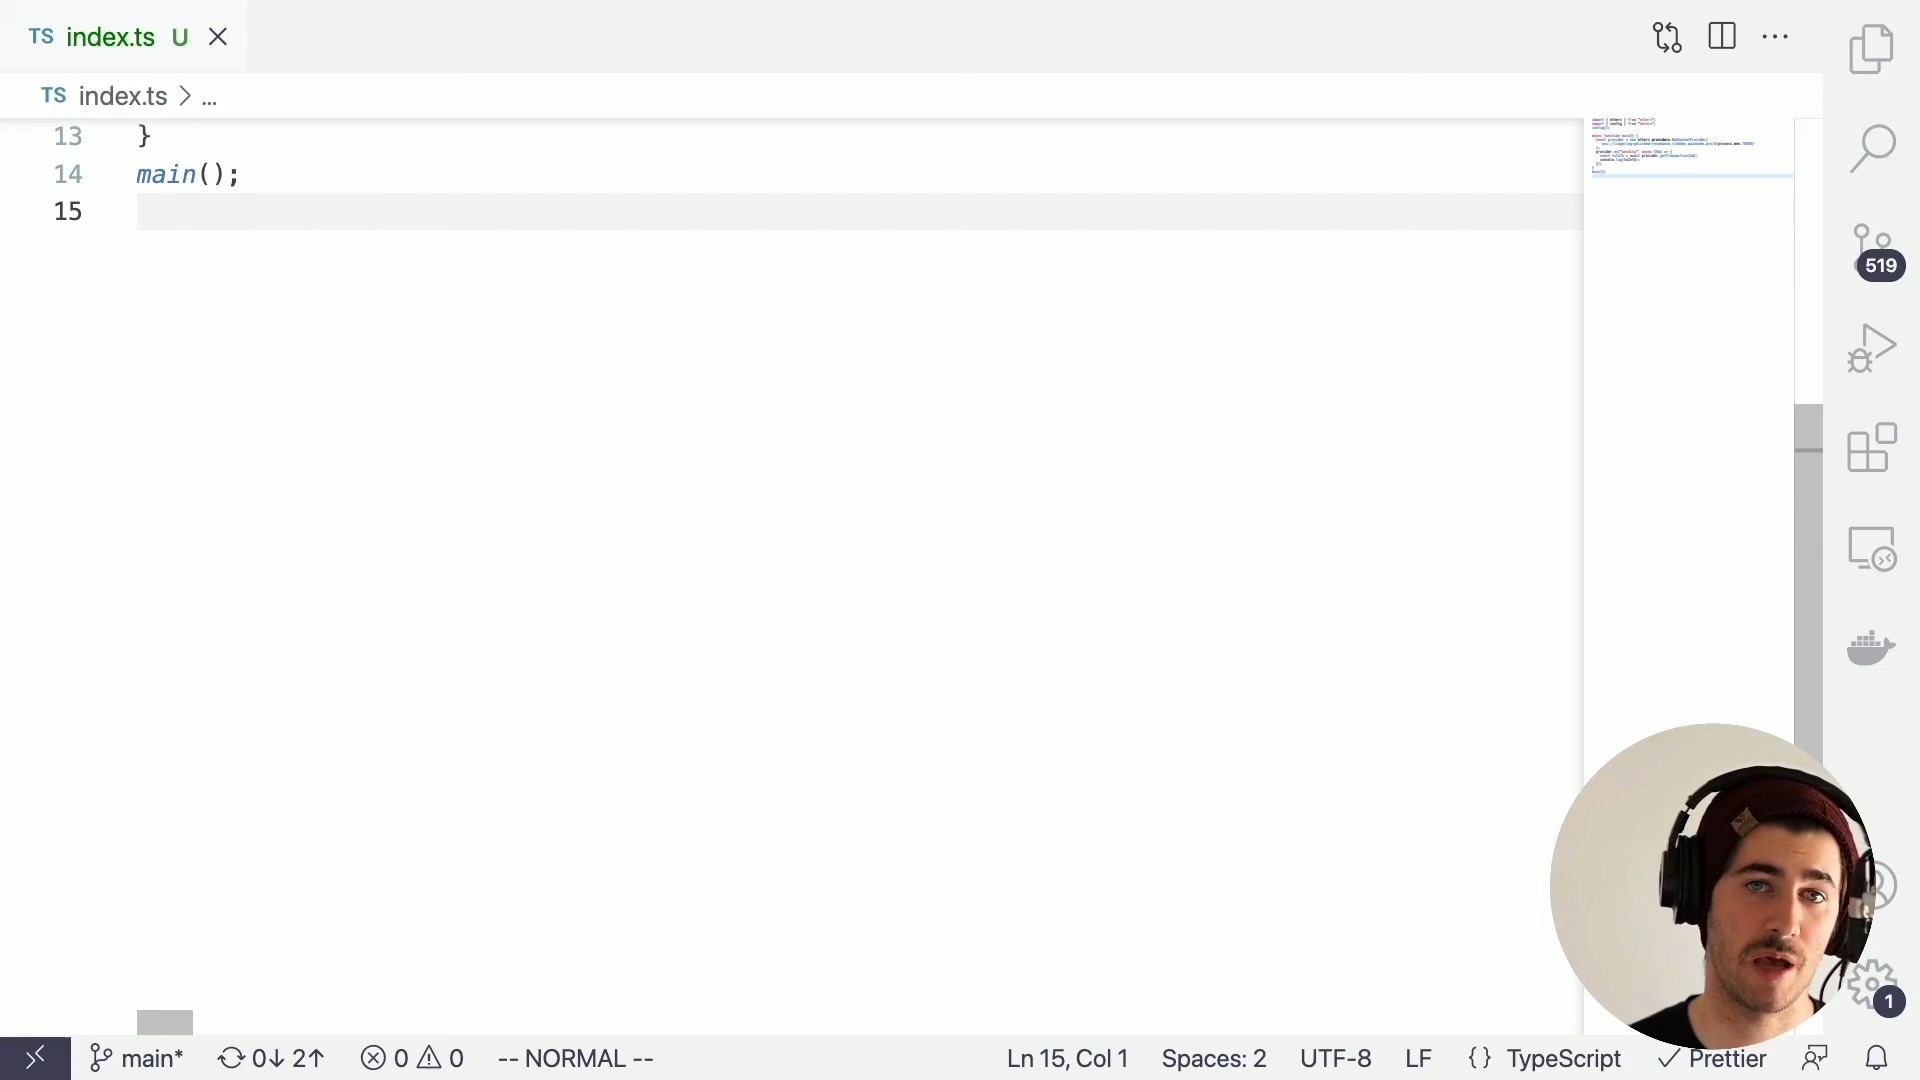 TS index.ts U
TS index.ts > ...
13 }
14 main();
15
519
1
main* 0↓ 2↑ 0 0 -- NORMAL -- Ln 15, Col 1 Spaces: 2 UTF-8 LF {} TypeScript Prettier